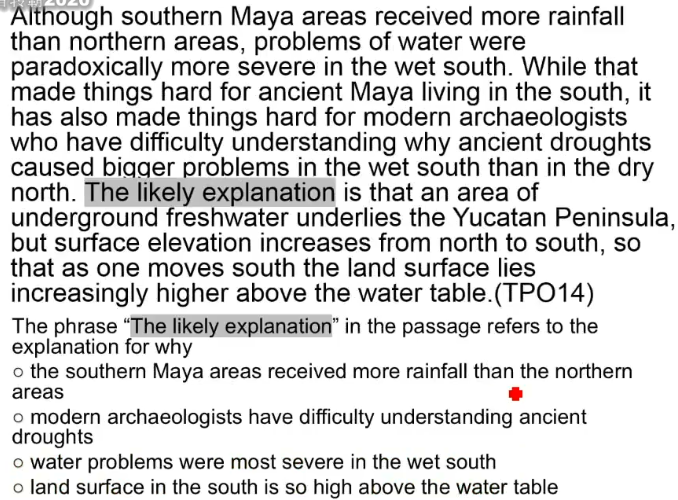 2020
Although southern Maya areas received more rainfall
than northern areas, problems of water were
paradoxically more severe in the wet south. While that
made things hard for ancient Maya living in the south, it
has also made things hard for modern archaeologists
who have difficulty understanding why ancient droughts
caused bigger problems in the wet south than in the dry
north. The likely explanation is that an area of
underground freshwater underlies the Yucatan Peninsula,
but surface elevation increases from north to south, so
that as one moves south the land surface lies
increasingly higher above the water table.(TPO14)
The phrase “The likely explanation” in the passage refers to the
explanation for why
○ the southern Maya areas received more rainfall than the northern
areas
○ modern archaeologists have difficulty understanding ancient
droughts
○ water problems were most severe in the wet south
○ land surface in the south is so high above the water table